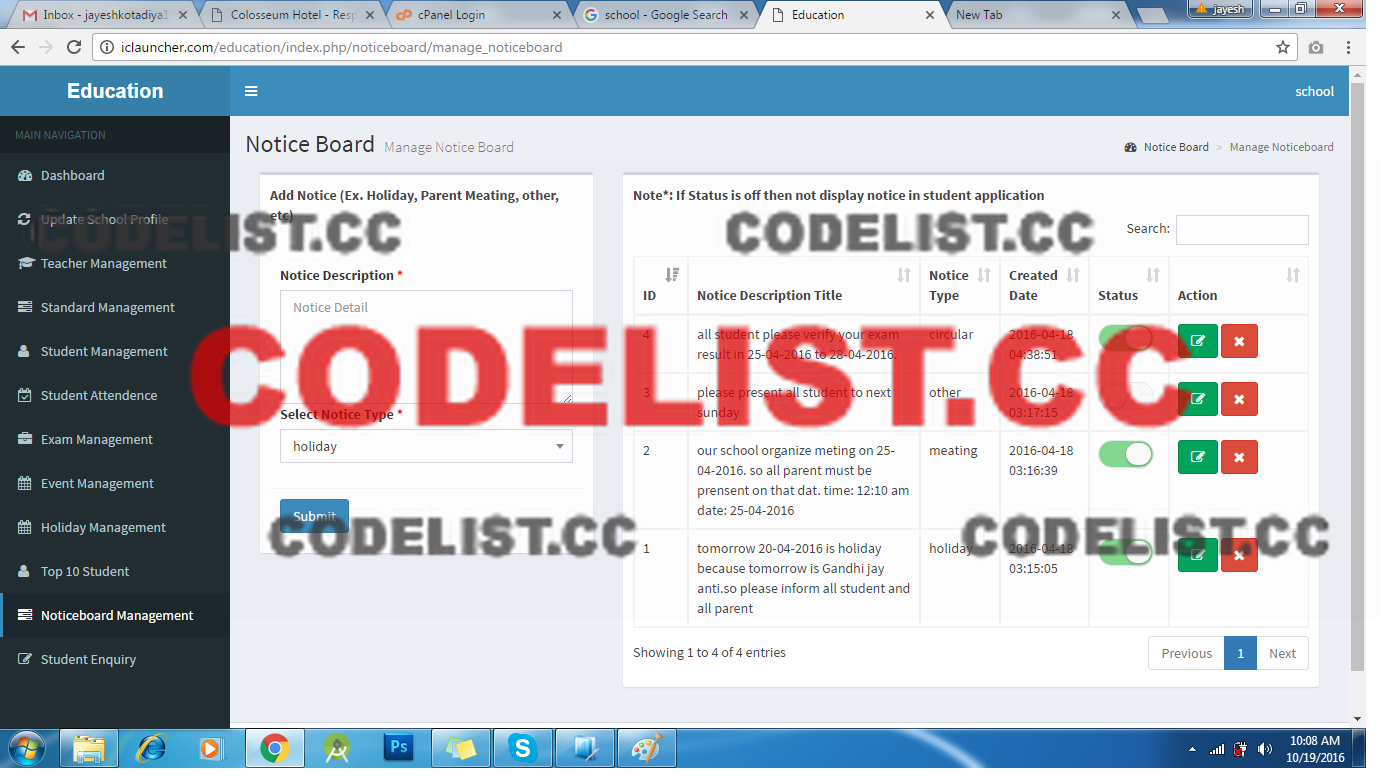 Inbox - jayeshkotadiya1
Colosseum Hotel - Resp
cPanel Login
school - Google Search
Education
New Tab
jayesh
iclauncher.com/education/index.php/noticeboard/manage_noticeboard
Education
school
MAIN NAVIGATION
Dashboard
Update School Profile
Teacher Management
Standard Management
Student Management
Student Attendence
Exam Management
Event Management
Holiday Management
Top 10 Student
Noticeboard Management
Student Enquiry
Notice Board Manage Notice Board
Notice Board > Manage Noticeboard
Add Notice (Ex. Holiday, Parent Meating, other,
etc)
Notice Description *
Notice Detail
Select Notice Type *
holiday
Submit
Note*: If Status is off then not display notice in student application
Search:
ID
Notice Description Title
Notice
Type
Created
Date
Status
Action
4
all student please verify your exam
result in 25-04-2016 to 28-04-2016.
circular
2016-04-18
04:38:51
3
please present all student to next
sunday
other
2016-04-18
03:17:15
2
our school organize meting on 25-
04-2016. so all parent must be
prensent on that dat. time: 12:10 am
date: 25-04-2016
meating
2016-04-18
03:16:39
1
tomorrow 20-04-2016 is holiday
because tomorrow is Gandhi jay
anti.so please inform all student and
all parent
holiday
2016-04-18
03:15:05
Showing 1 to 4 of 4 entries
Previous 1 Next
CODELIST.CC
CODELIST.CC
CODELIST.CC
CODELIST.CC
CODELIST.CC
Ps
10:08 AM
10/19/2016